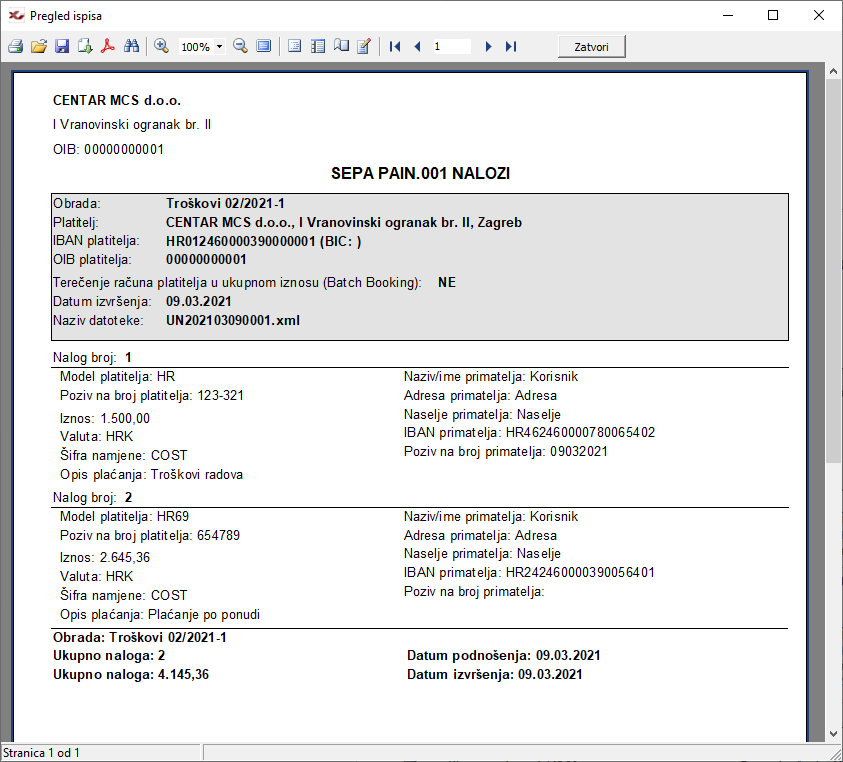 Pregled ispisa
100% 1 Zatvori
CENTAR MCS d.o.o.
I Vranovinski ogranak br. II
OIB: 00000000001
SEPA PAIN.001 NALOZI
Obrada: Troškovi 02/2021-1
Platitelj: CENTAR MCS d.o.o., I Vranovinski ogranak br. II, Zagreb
IBAN platitelja: HR012460000390000001 (BIC: )
OIB platitelja: 00000000001
Terečenje računa platitelja u ukupnom iznosu (Batch Booking): NE
Datum izvršenja: 09.03.2021
Naziv datoteke: UN202103090001.xml
Nalog broj: 1
Model platitelja: HR Naziv/ime primatelja: Korisnik
Poziv na broj platitelja: 123-321 Adresa primatelja: Adresa
Iznos: 1.500,00 Naselje primatelja: Naselje
Valuta: HRK IBAN primatelja: HR462460000780065402
Šifra namjene: COST Poziv na broj primatelja: 09032021
Opis plaćanja: Troškovi radova
Nalog broj: 2
Model platitelja: HR69 Naziv/ime primatelja: Korisnik
Poziv na broj platitelja: 654789 Adresa primatelja: Adresa
Iznos: 2.645,36 Naselje primatelja: Naselje
Valuta: HRK IBAN primatelja: HR242460000390056401
Šifra namjene: COST Poziv na broj primatelja:
Opis plaćanja: Plaćanje po ponudi
Obrada: Troškovi 02/2021-1
Ukupno naloga: 2 Datum podnošenja: 09.03.2021
Ukupno naloga: 4.145,36 Datum izvršenja: 09.03.2021
Stranica 1 od 1